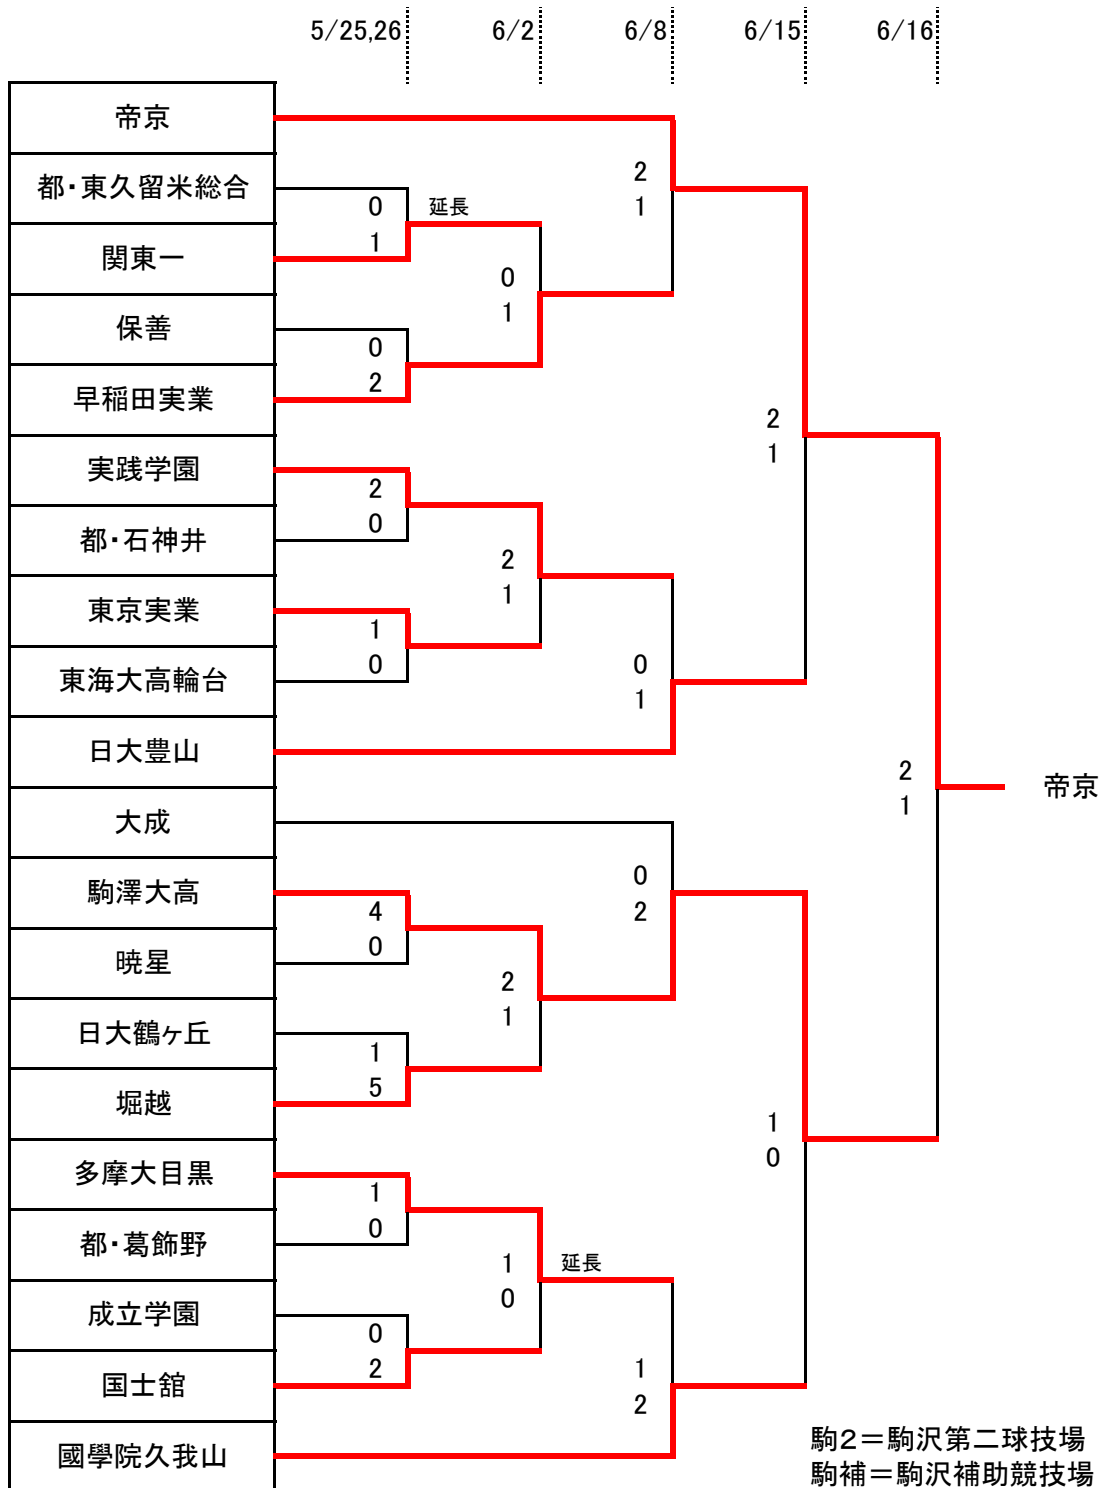 5/25,26 6/2 6/8 6/15 6/16
帝京
2
都・東久留米総合
0 延長
1
1
関東一
0
保善
1
0
2
早稲田実業
2
1
実践学園
2
0
都・石神井
2
1
東京実業
1
0
0
東海大高輪台
1
日大豊山
2
帝京
1
大成
0
駒澤大高
2
4
0
暁星
2
1
日大鶴ヶ丘
1
5
堀越
1
0
多摩大目黒
1
0
都・葛飾野
1 延長
0
成立学園
0
2
1
国士舘
2
駒2=駒沢第二球技場
國學院久我山
駒補=駒沢補助競技場